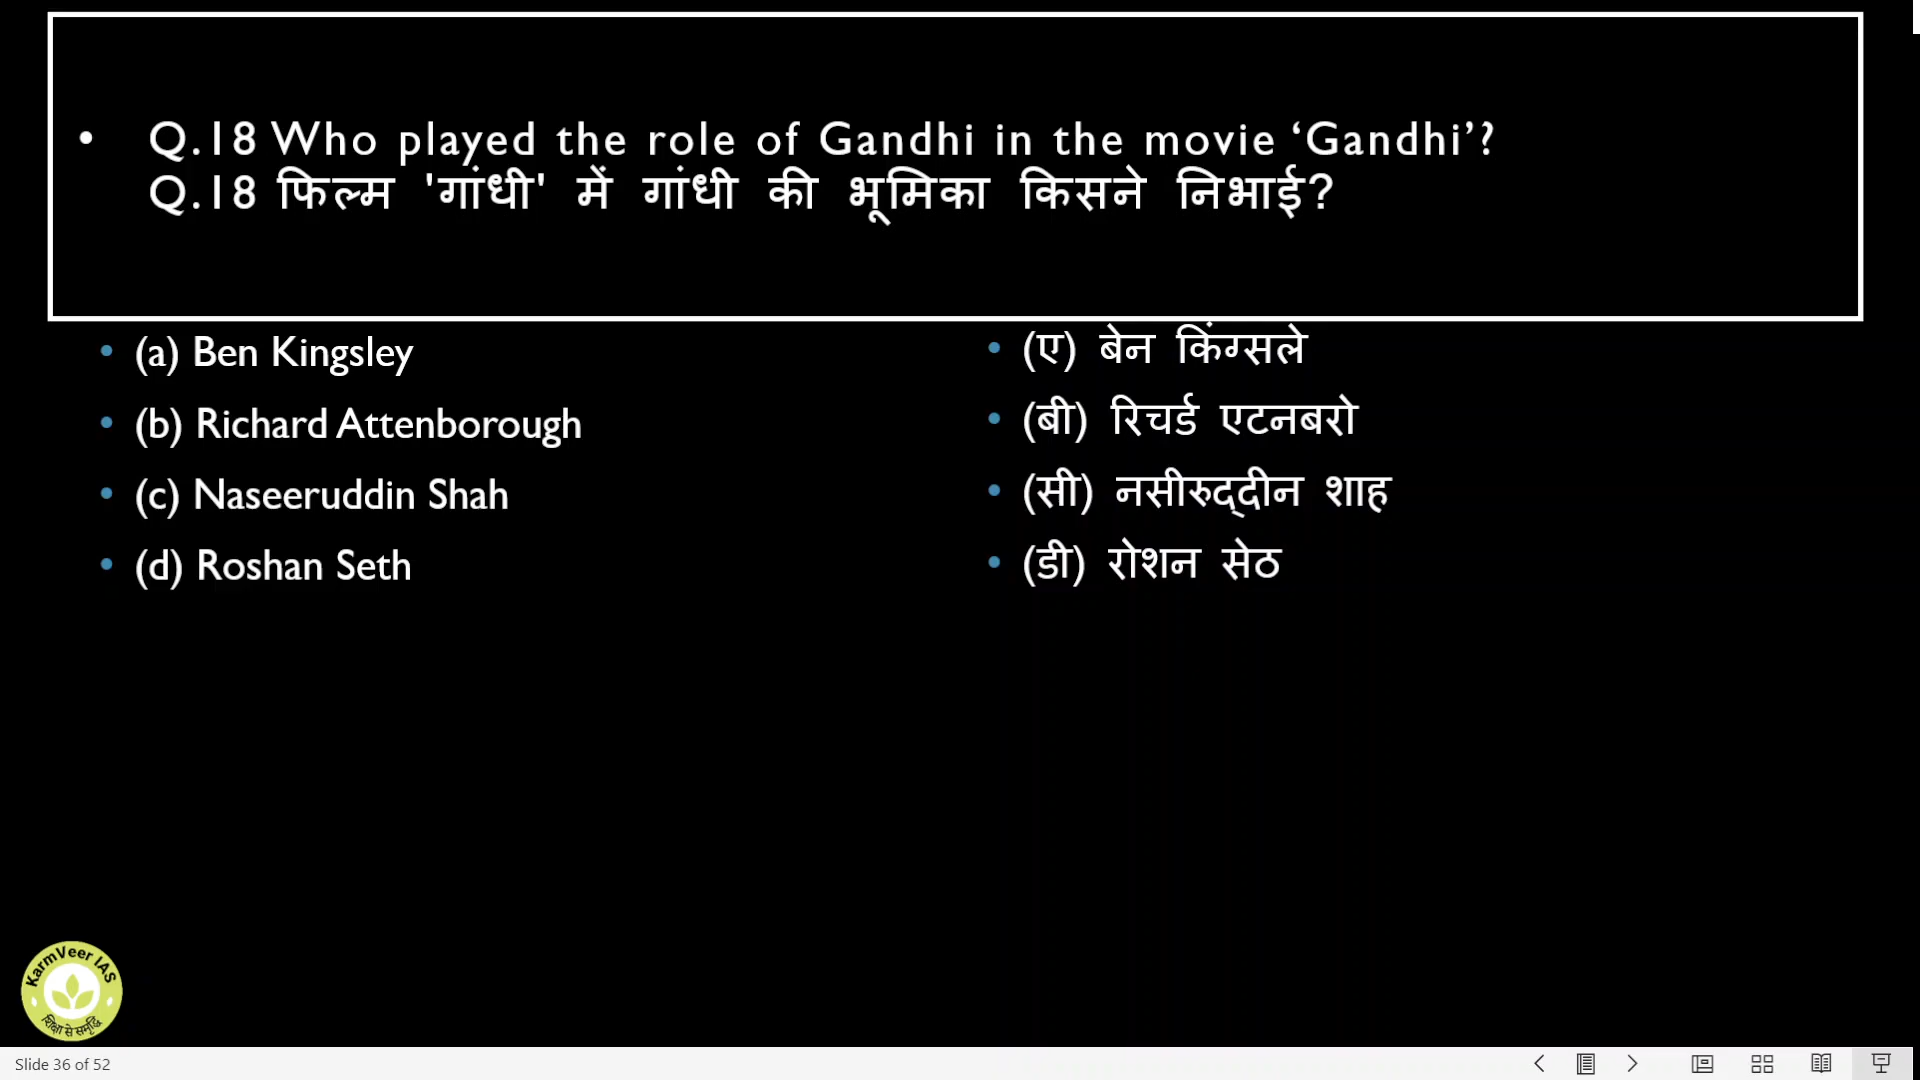 • Q.18 Who played the role of Gandhi in the movie ‘Gandhi’?
Q.18 फिल्म 'गांधी' में गांधी की भूमिका किसने निभाई?
• (a) Ben Kingsley
• (b) Richard Attenborough
• (c) Naseeruddin Shah
• (d) Roshan Seth
• (ए) बेन किंग्सले
• (बी) रिचर्ड एटनबरो
• (सी) नसीरुद्दीन शाह
• (डी) रोशन सेठ
KarmVeer IAS
शिक्षा से समृद्धि
Slide 36 of 52